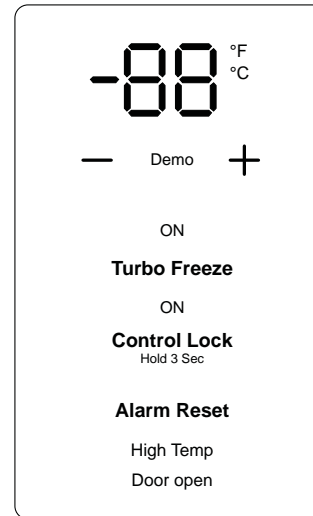 -88 °F
°C
— Demo +
ON
Turbo Freeze
ON
Control Lock
Hold 3 Sec
Alarm Reset
High Temp
Door open